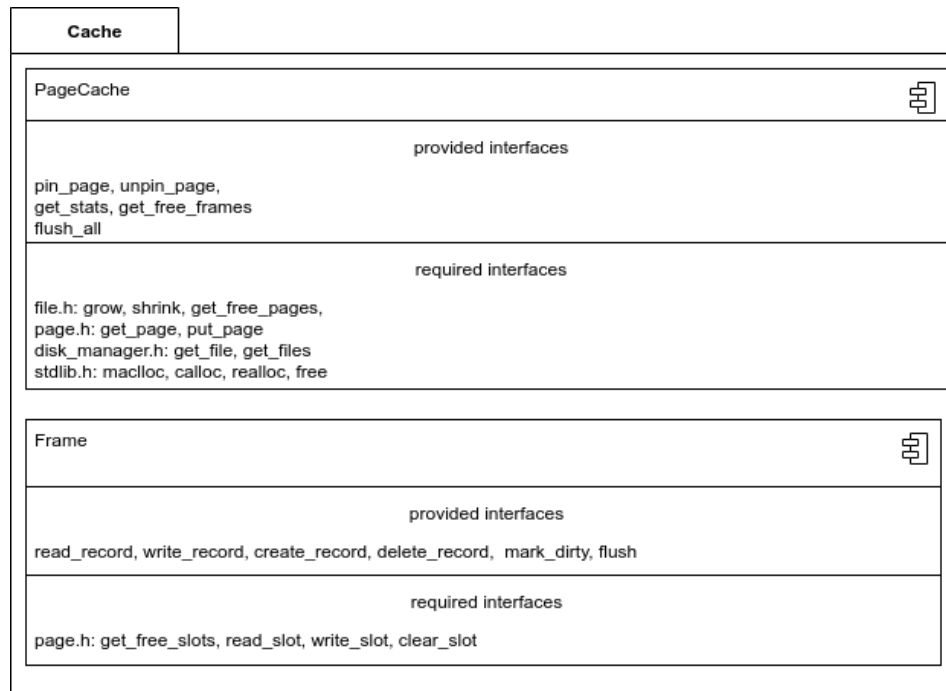 Cache
PageCache
provided interfaces
pin_page, unpin_page,
get_stats, get_free_frames
flush_all
required interfaces
file.h: grow, shrink, get_free_pages,
page.h: get_page, put_page
disk_manager.h: get_file, get_files
stdlib.h: maclloc, calloc, realloc, free
Frame
provided interfaces
read_record, write_record, create_record, delete_record, mark_dirty, flush
required interfaces
page.h: get_free_slots, read_slot, write_slot, clear_slot